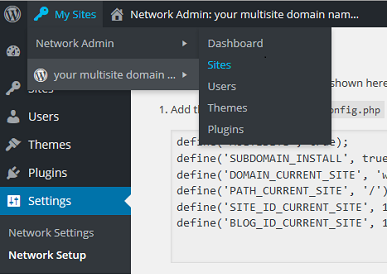 My Sites
Network Admin: your multisite domain nam...
Network Admin
your multisite domain ...
Dashboard
Sites
Users
Themes
Plugins
Sites
Users
Themes
Plugins
Settings
Network Settings
Network Setup
shown here
1. Add th
onfig.php
define(
define('SUBDOMAIN_INSTALL', true
define('DOMAIN_CURRENT_SITE', 'w
define('PATH_CURRENT_SITE', '/')
define('SITE_ID_CURRENT_SITE', 1
define('BLOG_ID_CURRENT_SITE', 1